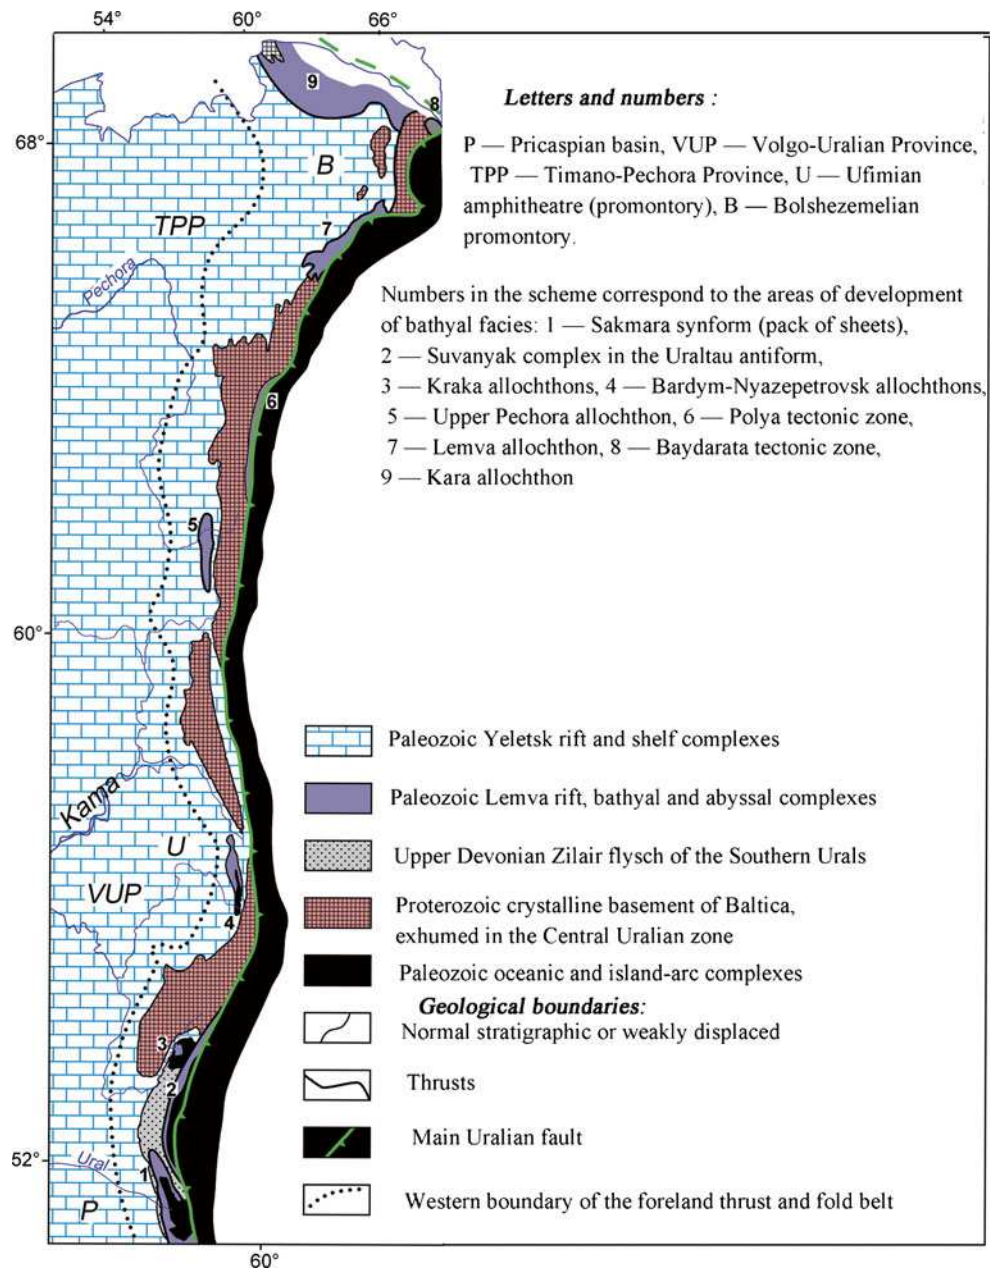 54° 60° 66°
9
8
Letters and numbers :
68°
P — Pricaspian basin, VUP — Volgo-Uralian Province,
TPP — Timano-Pechora Province, U — Ufimian
amphitheatre (promontory), B — Bolshezemelian
promontory.
B
TPP
7
Pechora
Numbers in the scheme correspond to the areas of development
of bathyal facies: 1 — Sakmara synform (pack of sheets),
2 — Suvanyak complex in the Uraltau antiform,
3 — Kraka allochthons, 4 — Bardym-Nyazepetrovsk allochthons,
5 — Upper Pechora allochthon, 6 — Polya tectonic zone,
7 — Lemva allochthon, 8 — Baydarata tectonic zone,
9 — Kara allochthon
6
5
60°
Paleozoic Yeletsk rift and shelf complexes
Kama
Paleozoic Lemva rift, bathyal and abyssal complexes
U
Upper Devonian Zilair flysch of the Southern Urals
VUP
4
Proterozoic crystalline basement of Baltica,
exhumed in the Central Uralian zone
Paleozoic oceanic and island-arc complexes
Geological boundaries:
Normal stratigraphic or weakly displaced
3
2
Thrusts
Main Uralian fault
52°
Ural
1
P
Western boundary of the foreland thrust and fold belt
60°